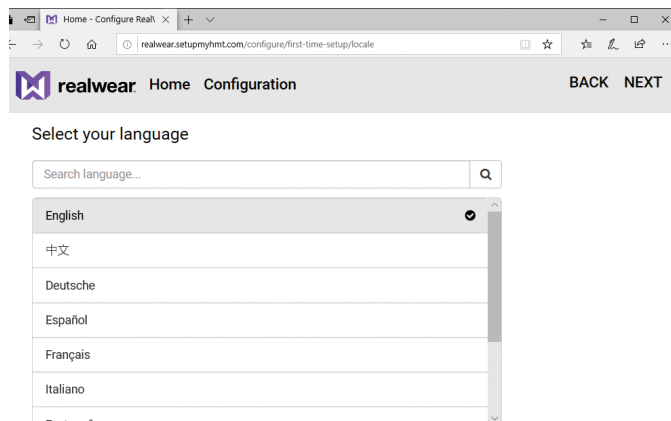 Home - Configure Real
realwear.setupmyhmt.com/configure/first-time-setup/locale
realwear Home Configuration BACK NEXT
Select your language
Search language...
English
中文
Deutsche
Español
Français
Italiano